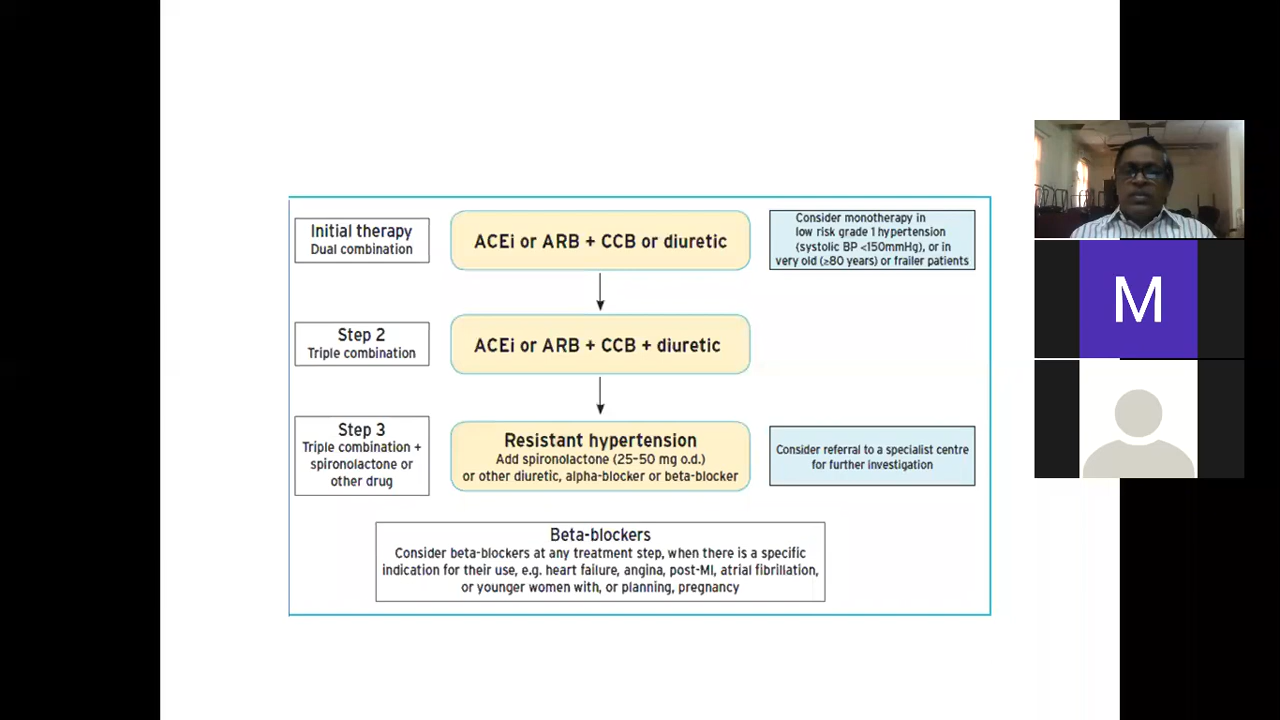 Initial therapy
Dual combination
ACEi or ARB + CCB or diuretic
Consider monotherapy in
low risk grade 1 hypertension
(systolic BP <150mmHg), or in
very old (≥80 years) or frailer patients
Step 2
Triple combination
ACEi or ARB + CCB + diuretic
Step 3
Triple combination +
spironolactone or
other drug
Resistant hypertension
Add spironolactone (25–50 mg o.d.)
or other diuretic, alpha-blocker or beta-blocker
Consider referral to a specialist centre
for further investigation
Beta-blockers
Consider beta-blockers at any treatment step, when there is a specific
indication for their use, e.g. heart failure, angina, post-MI, atrial fibrillation,
or younger women with, or planning, pregnancy
M